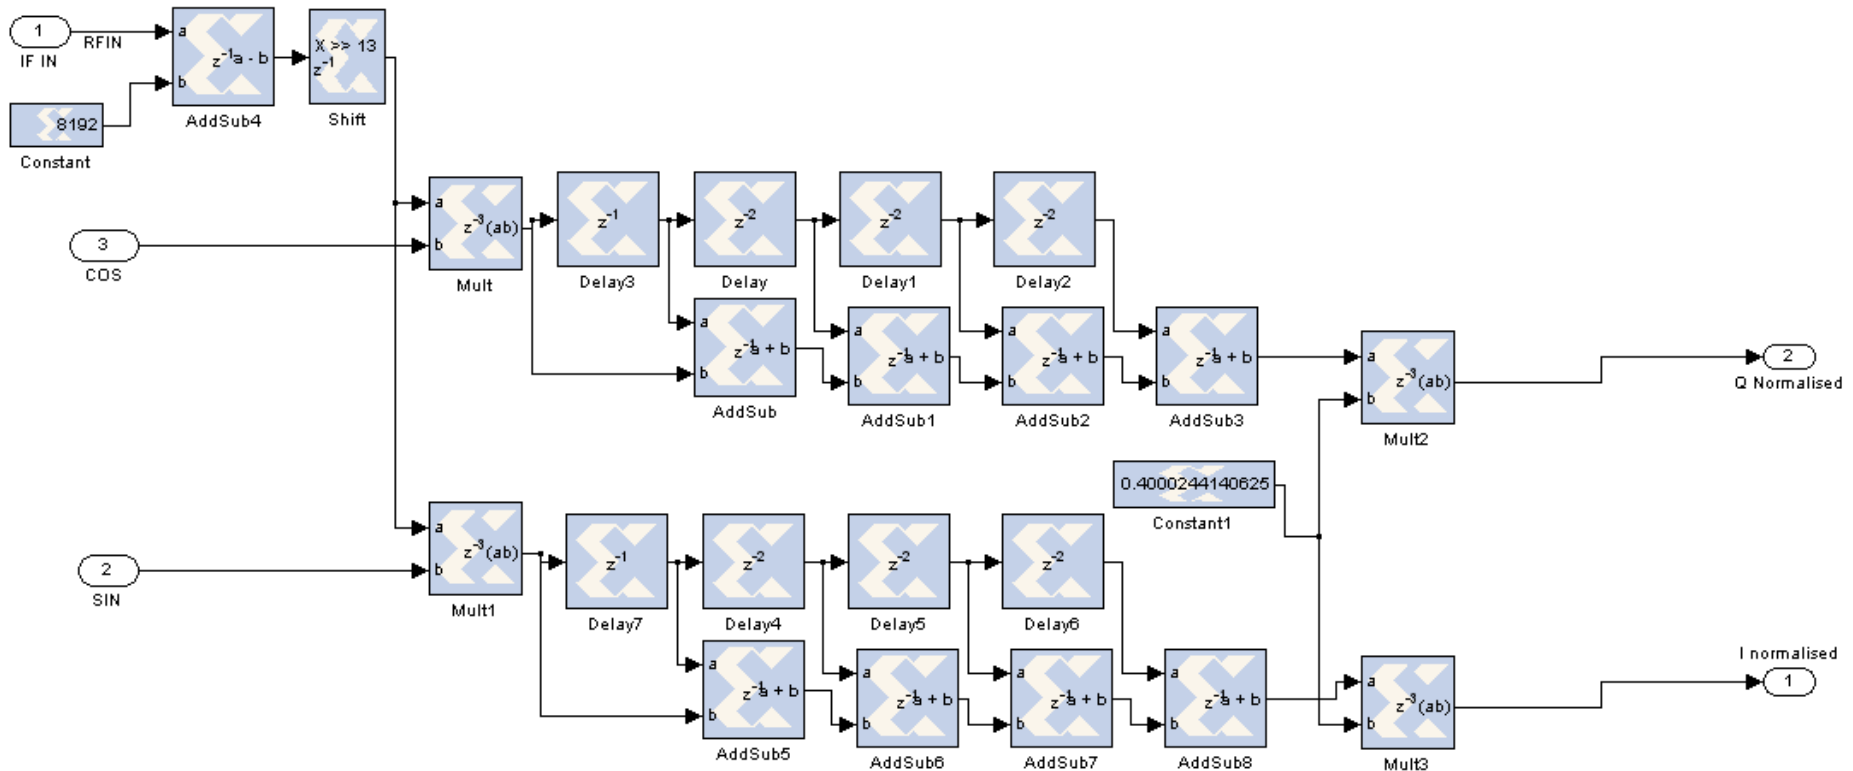 1
IF IN
RFIN
a
b
z⁻¹a - b
AddSub4
X >> 13
z⁻¹
Shift
8192
Constant
3
COS
a
b
z⁻³(ab)
Mult
z⁻¹
Delay3
z⁻²
Delay
z⁻²
Delay1
z⁻²
Delay2
a
b
z⁻¹a + b
AddSub
a
b
z⁻¹a + b
AddSub1
a
b
z⁻¹a + b
AddSub2
a
b
z⁻¹a + b
AddSub3
a
b
z⁻³(ab)
Mult2
2
Q Normalised
0.4000244140625
Constant1
2
SIN
a
b
z⁻³(ab)
Mult1
z⁻¹
Delay7
z⁻²
Delay4
z⁻²
Delay5
z⁻²
Delay6
a
b
z⁻¹a + b
AddSub5
a
b
z⁻¹a + b
AddSub6
a
b
z⁻¹a + b
AddSub7
a
b
z⁻¹a + b
AddSub8
a
b
z⁻³(ab)
Mult3
I normalised
1